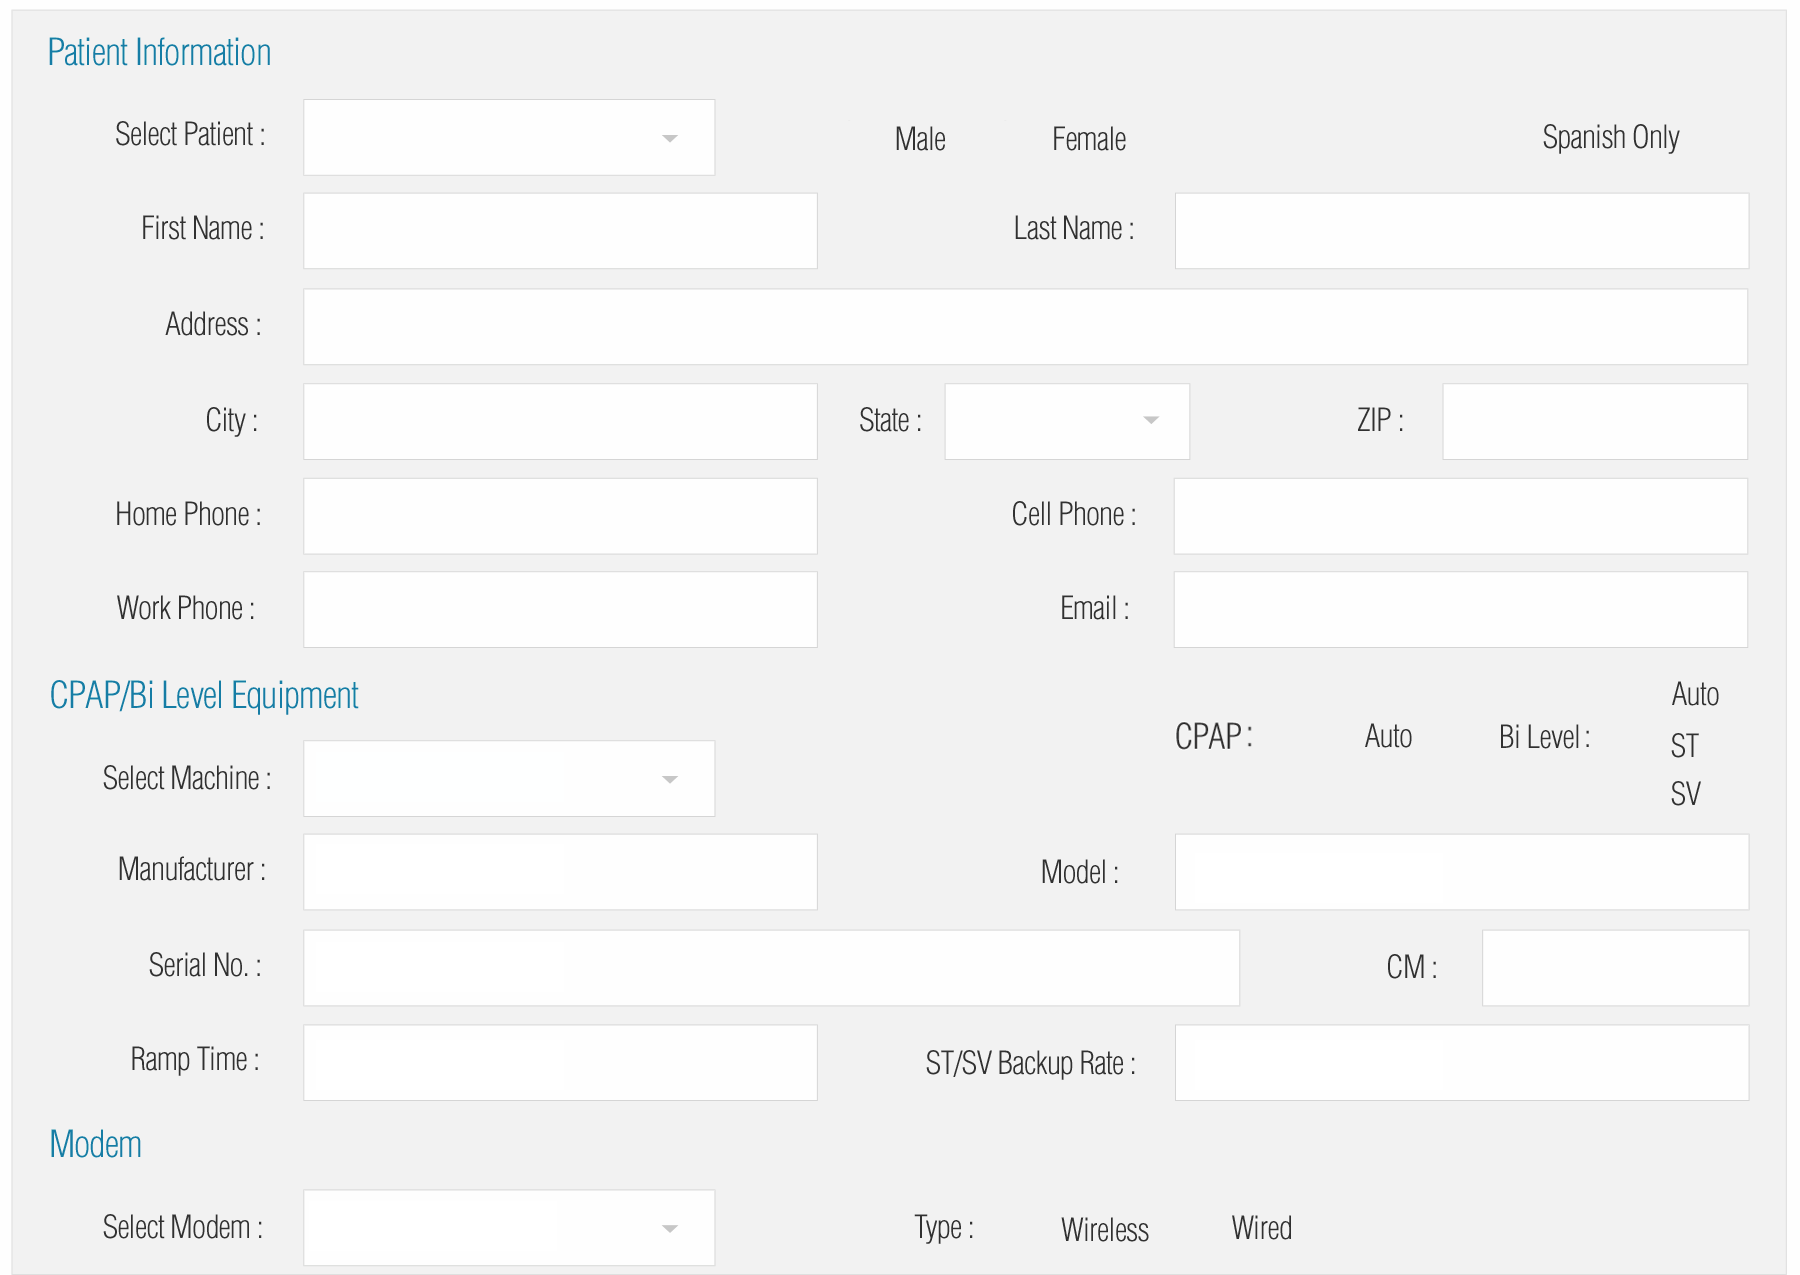 Patient Information
Select Patient : Male Female Spanish Only
First Name : Last Name :
Address :
City : State : ZIP :
Home Phone : Cell Phone :
Work Phone : Email :
CPAP/Bi Level Equipment
CPAP : Auto Bi Level : Auto
ST
SV
Select Machine :
Manufacturer : Model :
Serial No. : CM :
Ramp Time : ST/SV Backup Rate :
Modem
Select Modem : Type : Wireless Wired